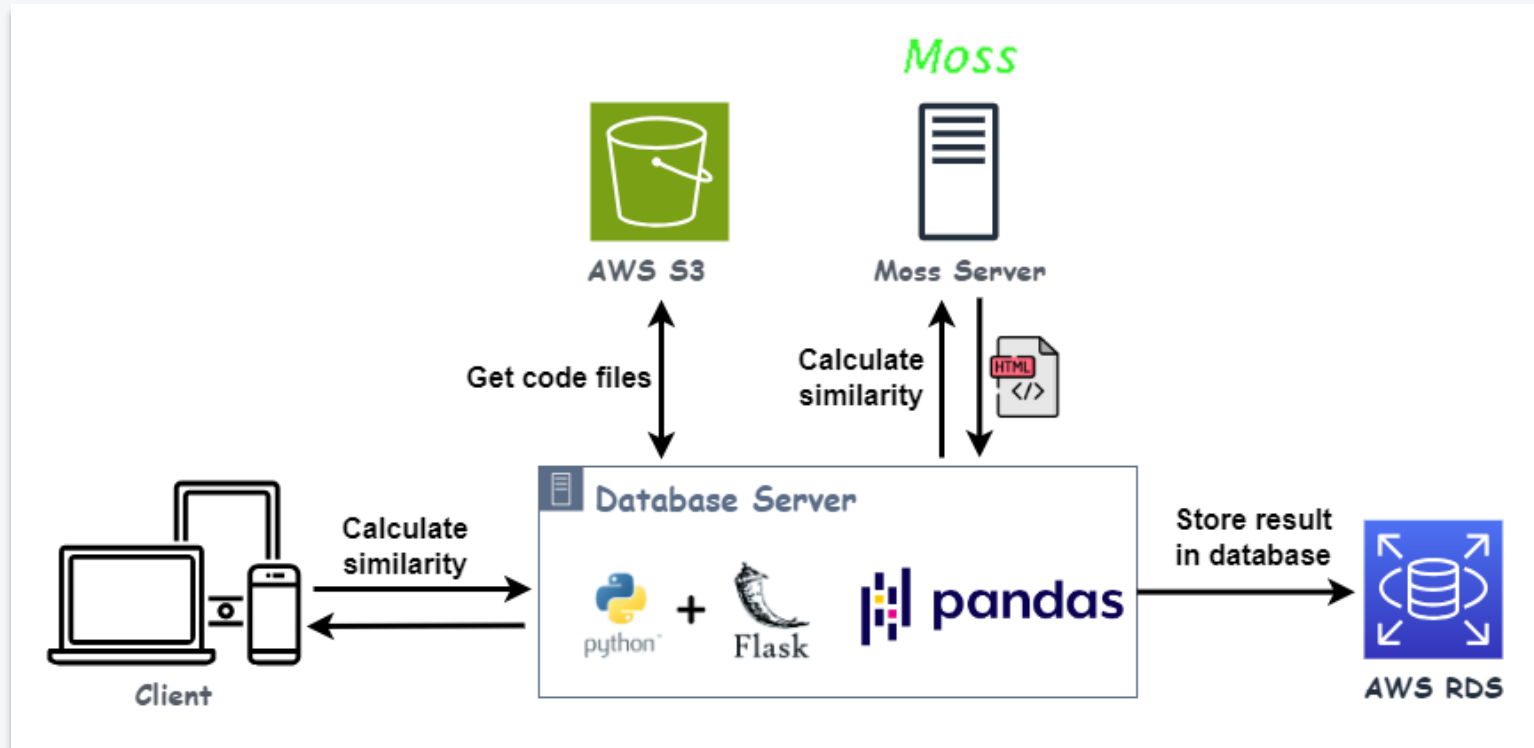 Moss
AWS S3
Moss Server
Get code files
Calculate
similarity
HTML
</>
Database Server
Calculate
similarity
python
+
Flask
pandas
Store result
in database
Client
AWS RDS